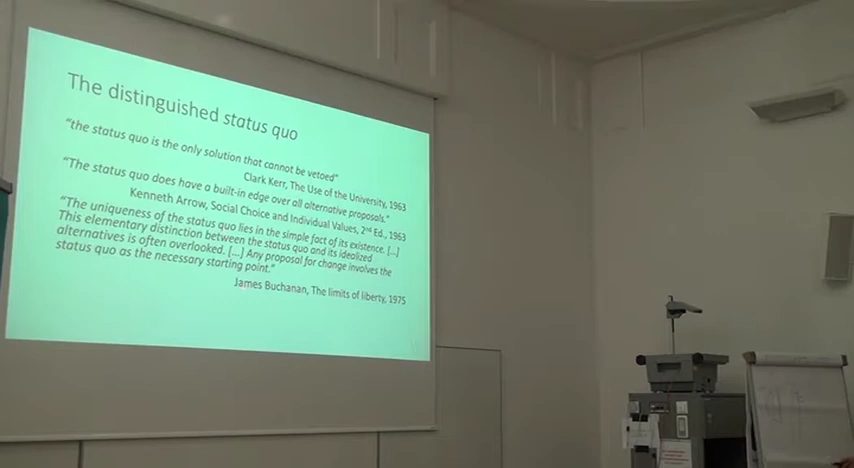 The distinguished status quo
"the status quo is the only solution that cannot be vetoed"
Clark Kerr, The Use of the University, 1963
"The status quo does have a built-in edge over all alternative proposals."
Kenneth Arrow, Social Choice and Individual Values, 2nd Ed., 1963
"The uniqueness of the status quo lies in the simple fact of its existence. [...]
This elementary distinction between the status quo and its idealized
alternatives is often overlooked. [...] Any proposal for change involves the
status quo as the necessary starting point."
James Buchanan, The limits of liberty, 1975